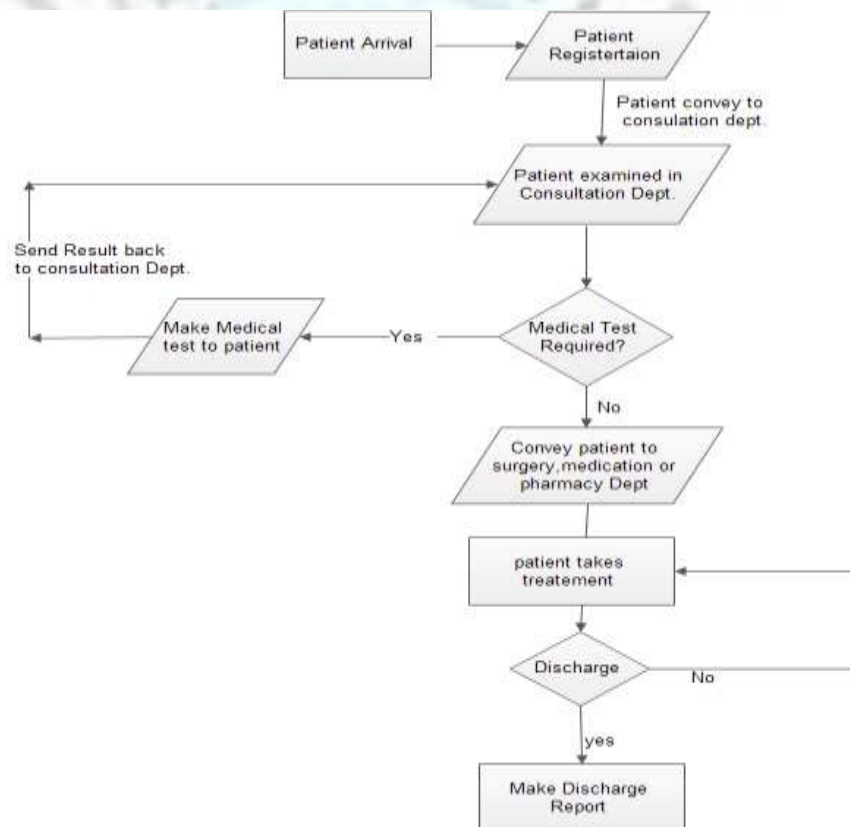 Patient Arrival
Patient
Registertaion
Patient convey to
consulation dept.
Patient examined in
Consultation Dept.
Send Result back
to consultation Dept.
Make Medical
test to patient
Yes
Medical Test
Required?
No
Convey patient to
surgery,medication or
pharmacy Dept
patient takes
treatement
Discharge
No
yes
Make Discharge
Report